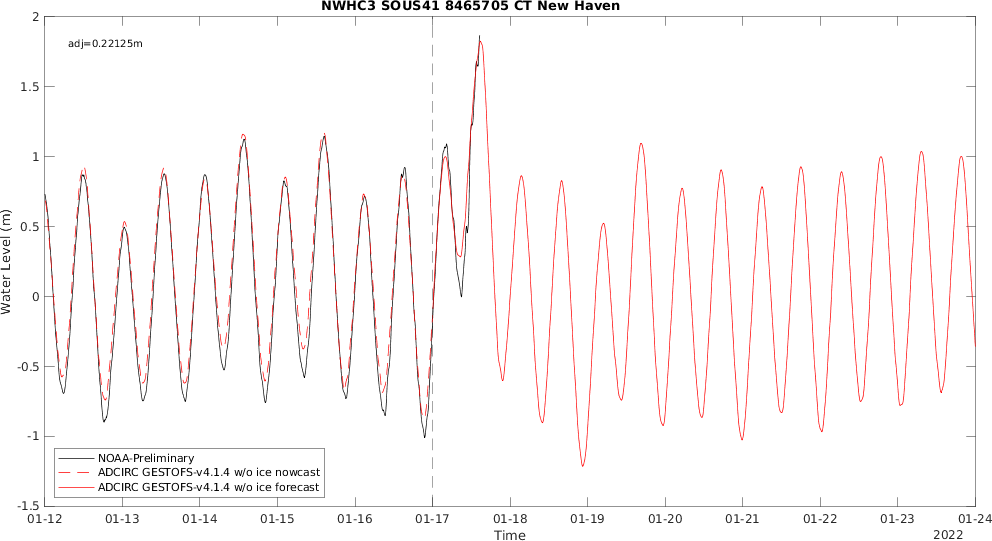 NWHC3 SOUS41 8465705 CT New Haven
adj=0.22125m
Water Level (m)
2
1.5
1
0.5
0
-0.5
-1
-1.5
NOAA-Preliminary
ADCIRC GESTOFS-v4.1.4 w/o ice nowcast
ADCIRC GESTOFS-v4.1.4 w/o ice forecast
01-12 01-13 01-14 01-15 01-16 01-17 01-18 01-19 01-20 01-21 01-22 01-23 01-24
Time
2022